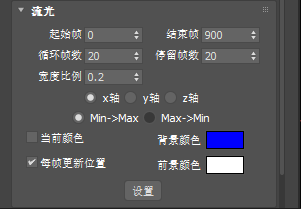 流光
起始帧 0 结束帧 900
循环帧数 20 停留帧数 20
宽度比例 0.2
x轴 y轴 z轴
Min->Max Max->Min
当前颜色 背景颜色
每帧更新位置 前景颜色
设置